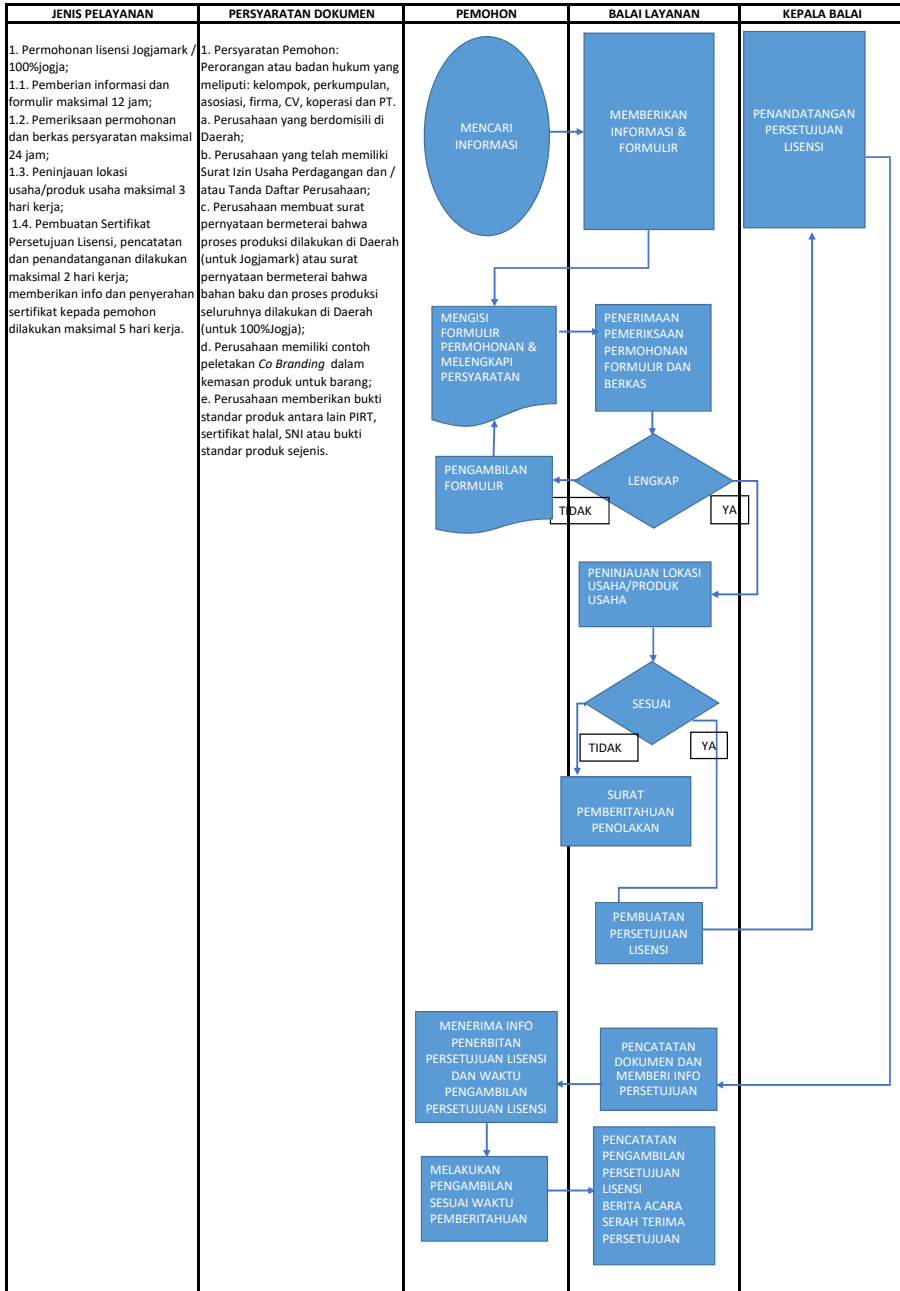 JENIS PELAYANAN
PERSYARATAN DOKUMEN
PEMOHON
BALAI LAYANAN
KEPALA BALAI
1. Permohonan lisensi Jogjamark /
100%jogja;
1.1. Pemberian informasi dan
formulir maksimal 12 jam;
1.2. Pemeriksaan permohonan
dan berkas persyaratan maksimal
24 jam;
1.3. Peninjauan lokasi
usaha/produk usaha maksimal 3
hari kerja;
1.4. Pembuatan Sertifikat
Persetujuan Lisensi, pencatatan
dan penandatanganan dilakukan
maksimal 2 hari kerja;
memberikan info dan penyerahan
sertifikat kepada pemohon
dilakukan maksimal 5 hari kerja.
1. Persyaratan Pemohon:
Perorangan atau badan hukum yang
meliputi: kelompok, perkumpulan,
asosiasi, firma, CV, koperasi dan PT.
a. Perusahaan yang berdomisili di
Daerah;
b. Perusahaan yang telah memiliki
Surat Izin Usaha Perdagangan dan /
atau Tanda Daftar Perusahaan;
c. Perusahaan membuat surat
pernyataan bermeterai bahwa
proses produksi dilakukan di Daerah
(untuk Jogjamark) atau surat
pernyataan bermeterai bahwa
bahan baku dan proses produksi
seluruhnya dilakukan di Daerah
(untuk 100%Jogja);
d. Perusahaan memiliki contoh
peletakan Co Branding dalam
kemasan produk untuk barang;
e. Perusahaan memberikan bukti
standar produk antara lain PIRT,
sertifikat halal, SNI atau bukti
standar produk sejenis.
MENCARI
INFORMASI
MEMBERIKAN
INFORMASI &
FORMULIR
PENANDATANGAN
PERSETUJUAN
LISENSI
MENGISI
FORMULIR
PERMOHONAN &
MELENGKAPI
PERSYARATAN
PENERIMAAN
PEMERIKSAAN
PERMOHONAN
FORMULIR DAN
BERKAS
PENGAMBILAN
FORMULIR
LENGKAP
TIDAK
YA
PENINJAUAN LOKASI
USAHA/PRODUK
USAHA
SESUAI
TIDAK
YA
SURAT
PEMBERITAHUAN
PENOLAKAN
PEMBUATAN
PERSETUJUAN
LISENSI
MENERIMA INFO
PENERBITAN
PERSETUJUAN LISENSI
DAN WAKTU
PENGAMBILAN
PERSETUJUAN LISENSI
PENCATATAN
DOKUMEN DAN
MEMBERI INFO
PERSETUJUAN
MELAKUKAN
PENGAMBILAN
SESUAI WAKTU
PEMBERITAHUAN
PENCATATAN
PENGAMBILAN
PERSETUJUAN
LISENSI
BERITA ACARA
SERAH TERIMA
PERSETUJUAN